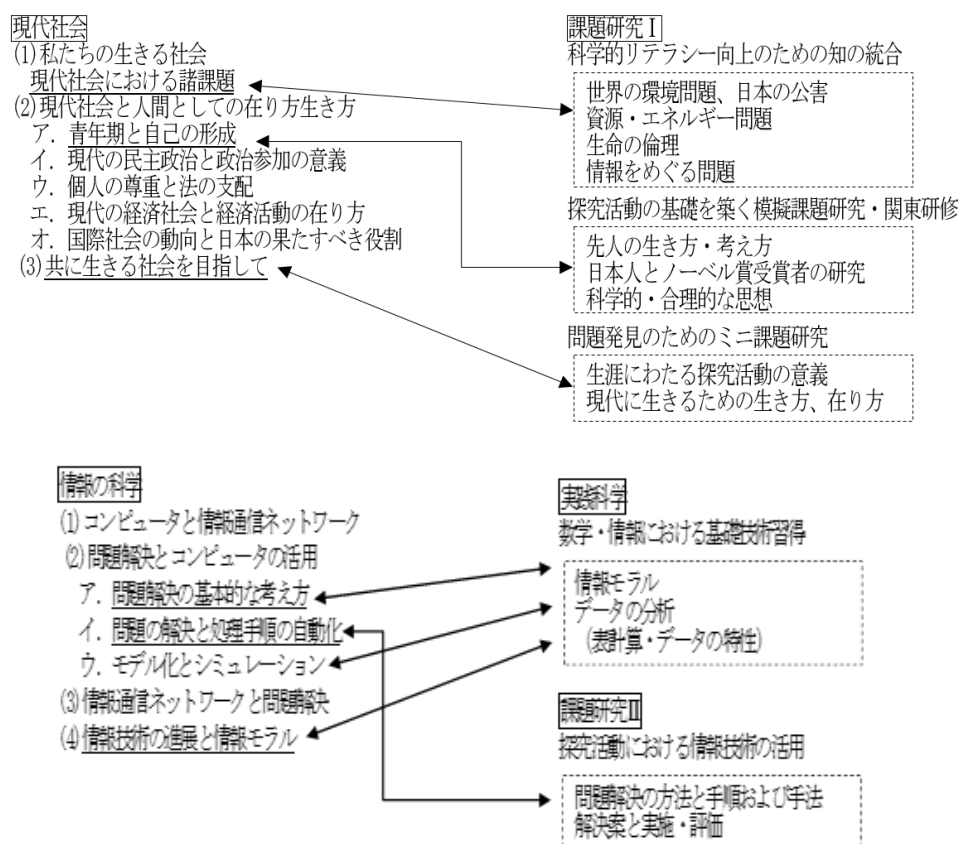 現代社会
(1)私たちの生きる社会
現代社会における諸課題
(2)現代社会と人間としての在り方生き方
ア．青年期と自己の形成
イ．現代の民主政治と政治参加の意義
ウ．個人の尊重と法の支配
エ．現代の経済社会と経済活動の在り方
オ．国際社会の動向と日本の果たすべき役割
(3)共に生きる社会を目指して
課題研究Ⅰ
科学的リテラシー向上のための知の統合
世界の環境問題、日本の公害
資源・エネルギー問題
生命の倫理
情報をめぐる問題
探究活動の基礎を築く模擬課題研究・関東研修
先人の生き方・考え方
日本人とノーベル賞受賞者の研究
科学的・合理的な思想
問題発見のためのミニ課題研究
生涯にわたる探究活動の意義
現代に生きるための生き方、在り方
情報の科学
(1)コンピュータと情報通信ネットワーク
(2)問題解決とコンピュータの活用
ア．問題解決の基本的な考え方
イ．問題の解決と処理手順の自動化
ウ．モデル化とシミュレーション
(3)情報通信ネットワークと問題解決
(4)情報技術の進展と情報モラル
実践科学
数学・情報における基礎技術習得
情報モラル
データの分析
(表計算・データの特性)
課題研究Ⅱ
探究活動における情報技術の活用
問題解決の方法と手順および手法
解決案と実施・評価